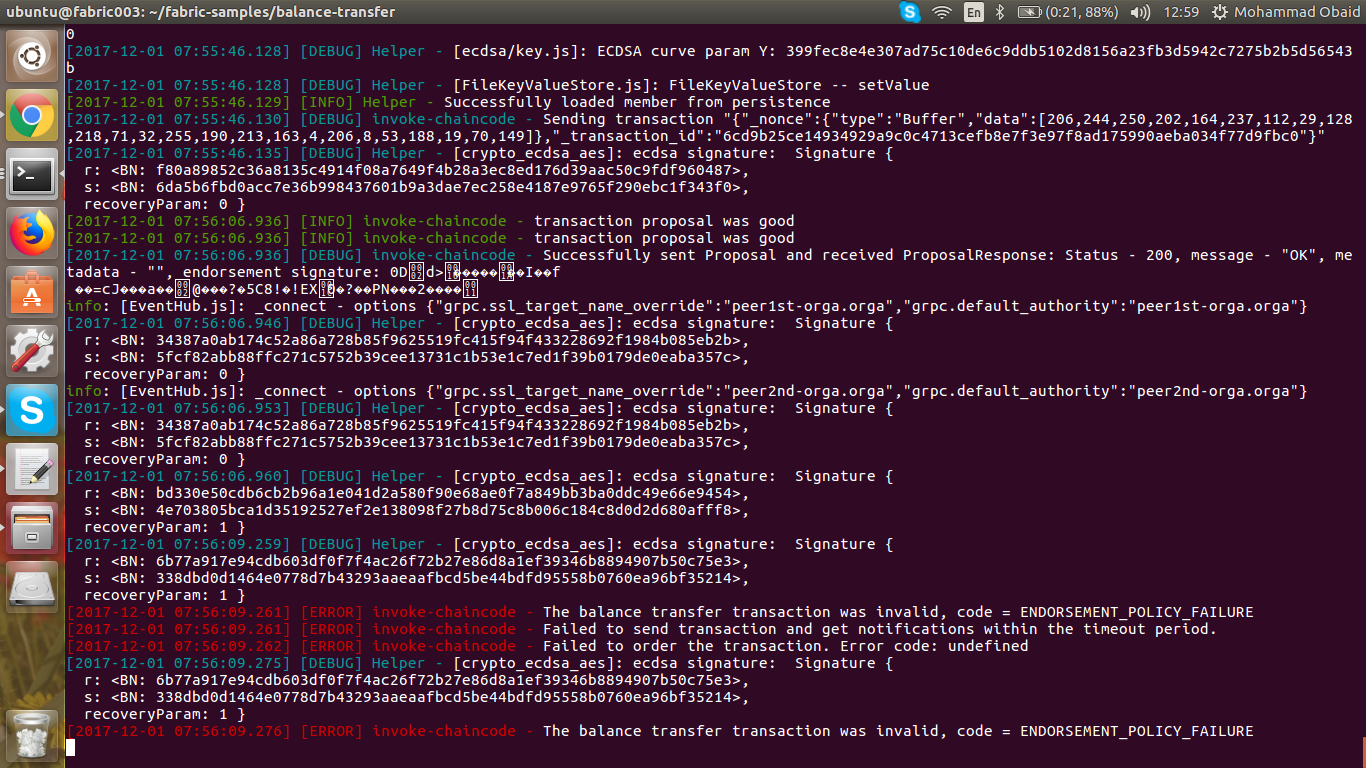 ubuntu@fabric003: ~/fabric-samples/balance-transfer
En (0:21, 88%) 12:59 Mohammad Obaid
0
[2017-12-01 07:55:46.128] [DEBUG] Helper - [ecdsa/key.js]: ECDSA curve param Y: 399fec8e4e307ad75c10de6c9ddb5102d8156a23fb3d5942c7275b2b5d56543
b
[2017-12-01 07:55:46.128] [DEBUG] Helper - [FileKeyValueStore.js]: FileKeyValueStore -- setValue
[2017-12-01 07:55:46.129] [INFO] Helper - Successfully loaded member from persistence
[2017-12-01 07:55:46.130] [DEBUG] invoke-chaincode - Sending transaction "{"_nonce":{"type":"Buffer","data":[206,244,250,202,164,237,112,29,128
,218,71,32,255,190,213,163,4,206,8,53,188,19,70,149]},"_transaction_id":"6cd9b25ce14934929a9c0c4713cefb8e7f3e97f8ad175990aeba034f77d9fbc0"}"
[2017-12-01 07:55:46.135] [DEBUG] Helper - [crypto_ecdsa_aes]: ecdsa signature:  Signature {
  r: <BN: f80a89852c36a8135c4914f08a7649f4b28a3ec8ed176d39aac50c9fdf960487>,
  s: <BN: 6da5b6fbd0acc7e36b998437601b9a3dae7ec258e4187e9765f290ebc1f343f0>,
  recoveryParam: 0 }
[2017-12-01 07:56:06.936] [INFO] invoke-chaincode - transaction proposal was good
[2017-12-01 07:56:06.936] [INFO] invoke-chaincode - transaction proposal was good
[2017-12-01 07:56:06.936] [DEBUG] invoke-chaincode - Successfully sent Proposal and received ProposalResponse: Status - 200, message - "OK", me
tadata - "", endorsement signature: 0D d> �����  ��I��f
 ��=cJ���a�� @���?�5C8!�!EX �?��PN���2����
info: [EventHub.js]: _connect - options {"grpc.ssl_target_name_override":"peer1st-orga.orga","grpc.default_authority":"peer1st-orga.orga"}
[2017-12-01 07:56:06.946] [DEBUG] Helper - [crypto_ecdsa_aes]: ecdsa signature:  Signature {
  r: <BN: 34387a0ab174c52a86a728b85f9625519fc415f94f433228692f1984b085eb2b>,
  s: <BN: 5fcf82abb88ffc271c5752b39cee13731c1b53e1c7ed1f39b0179de0eaba357c>,
  recoveryParam: 0 }
info: [EventHub.js]: _connect - options {"grpc.ssl_target_name_override":"peer2nd-orga.orga","grpc.default_authority":"peer2nd-orga.orga"}
[2017-12-01 07:56:06.953] [DEBUG] Helper - [crypto_ecdsa_aes]: ecdsa signature:  Signature {
  r: <BN: 34387a0ab174c52a86a728b85f9625519fc415f94f433228692f1984b085eb2b>,
  s: <BN: 5fcf82abb88ffc271c5752b39cee13731c1b53e1c7ed1f39b0179de0eaba357c>,
  recoveryParam: 0 }
[2017-12-01 07:56:06.960] [DEBUG] Helper - [crypto_ecdsa_aes]: ecdsa signature:  Signature {
  r: <BN: bd330e50cdb6cb2b96a1e041d2a580f90e68ae0f7a849bb3ba0ddc49e66e9454>,
  s: <BN: 4e703805bca1d35192527ef2e138098f27b8d75c8b006c184c8d0d2d680afff8>,
  recoveryParam: 1 }
[2017-12-01 07:56:09.259] [DEBUG] Helper - [crypto_ecdsa_aes]: ecdsa signature:  Signature {
  r: <BN: 6b77a917e94cdb603df0f7f4ac26f72b27e86d8a1ef39346b8894907b50c75e3>,
  s: <BN: 338dbd0d1464e0778d7b43293aaeaafbcd5be44bdfd95558b0760ea96bf35214>,
  recoveryParam: 1 }
[2017-12-01 07:56:09.261] [ERROR] invoke-chaincode - The balance transfer transaction was invalid, code = ENDORSEMENT_POLICY_FAILURE
[2017-12-01 07:56:09.261] [ERROR] invoke-chaincode - Failed to send transaction and get notifications within the timeout period.
[2017-12-01 07:56:09.262] [ERROR] invoke-chaincode - Failed to order the transaction. Error code: undefined
[2017-12-01 07:56:09.275] [DEBUG] Helper - [crypto_ecdsa_aes]: ecdsa signature:  Signature {
  r: <BN: 6b77a917e94cdb603df0f7f4ac26f72b27e86d8a1ef39346b8894907b50c75e3>,
  s: <BN: 338dbd0d1464e0778d7b43293aaeaafbcd5be44bdfd95558b0760ea96bf35214>,
  recoveryParam: 1 }
[2017-12-01 07:56:09.276] [ERROR] invoke-chaincode - The balance transfer transaction was invalid, code = ENDORSEMENT_POLICY_FAILURE